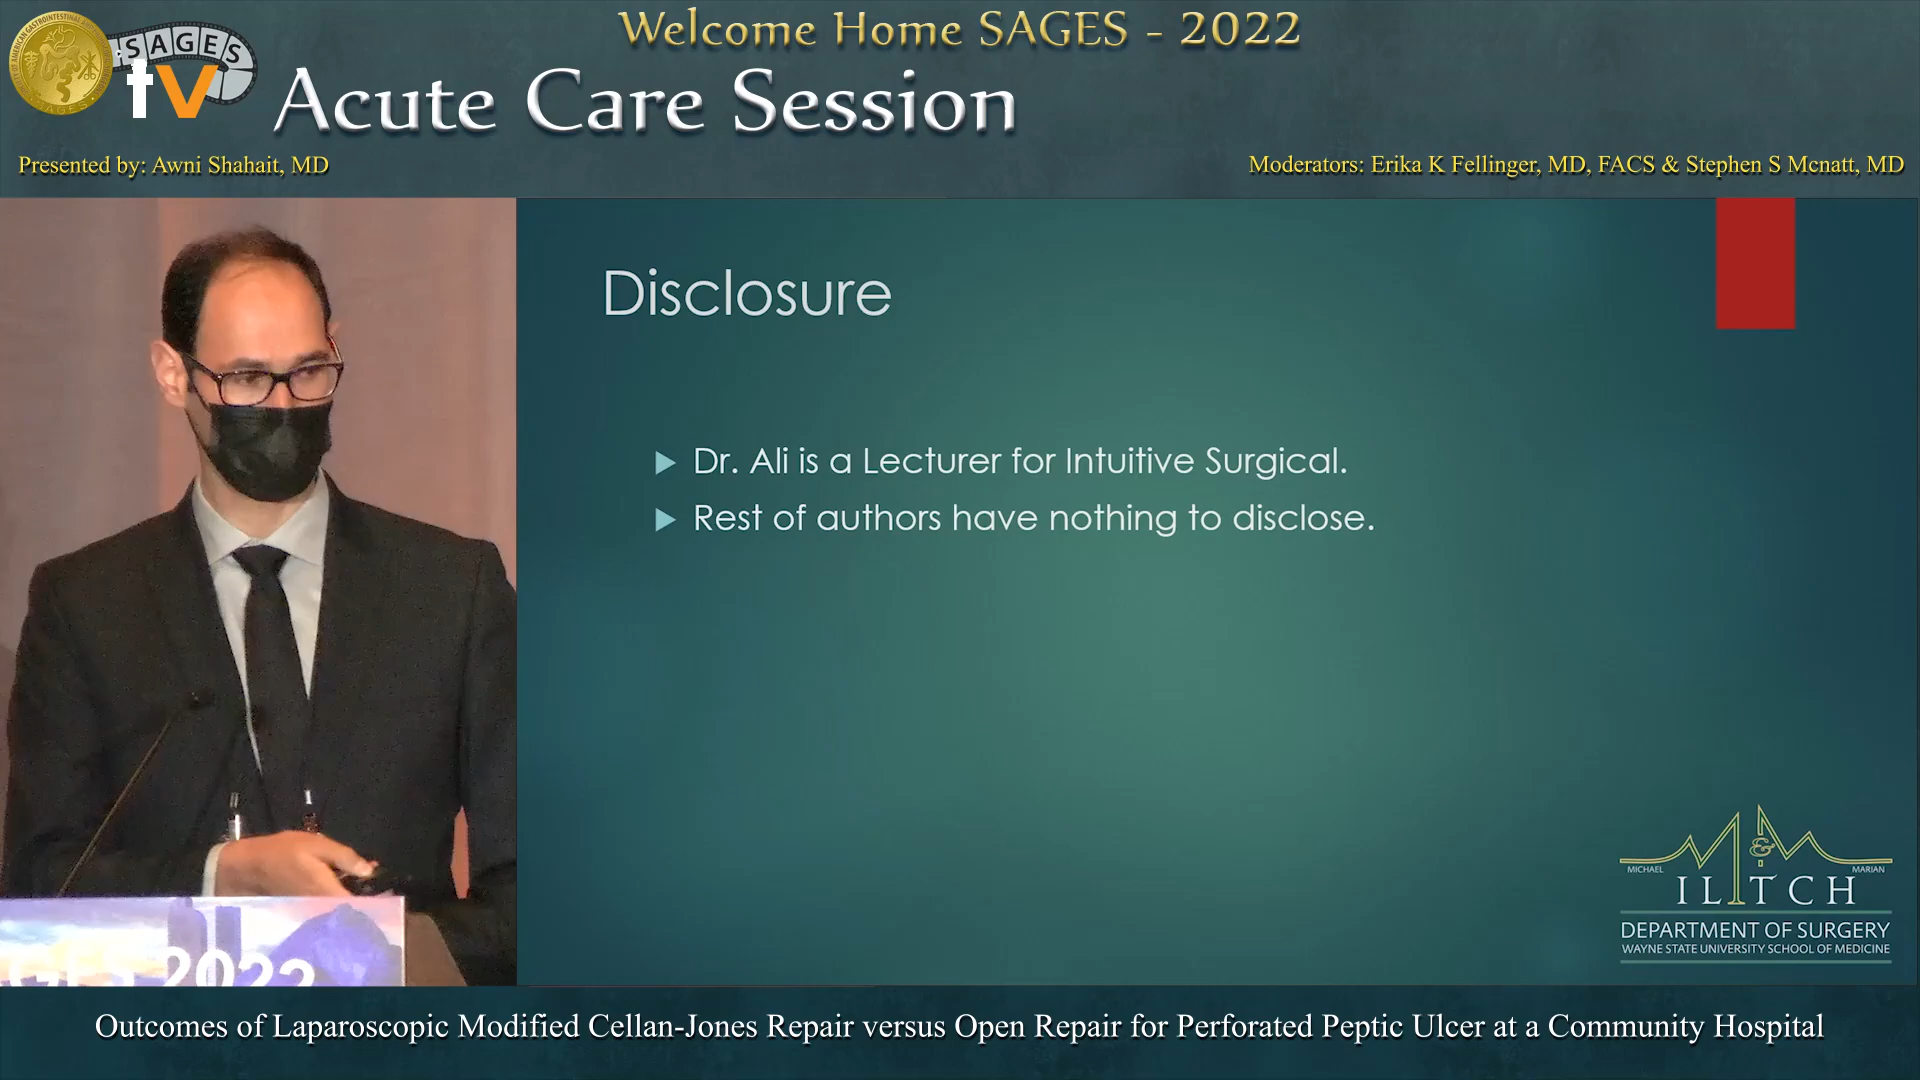 Welcome Home SAGES - 2022
SAGES
tv
Acute Care Session
Presented by: Awni Shahait, MD
Moderators: Erika K Fellinger, MD, FACS & Stephen S Mcnatt, MD
Disclosure
Dr. Ali is a Lecturer for Intuitive Surgical.
Rest of authors have nothing to disclose.
M&M
MICHAEL MARIAN
ILITCH
DEPARTMENT OF SURGERY
WAYNE STATE UNIVERSITY SCHOOL OF MEDICINE
2022
Outcomes of Laparoscopic Modified Cellan-Jones Repair versus Open Repair for Perforated Peptic Ulcer at a Community Hospital